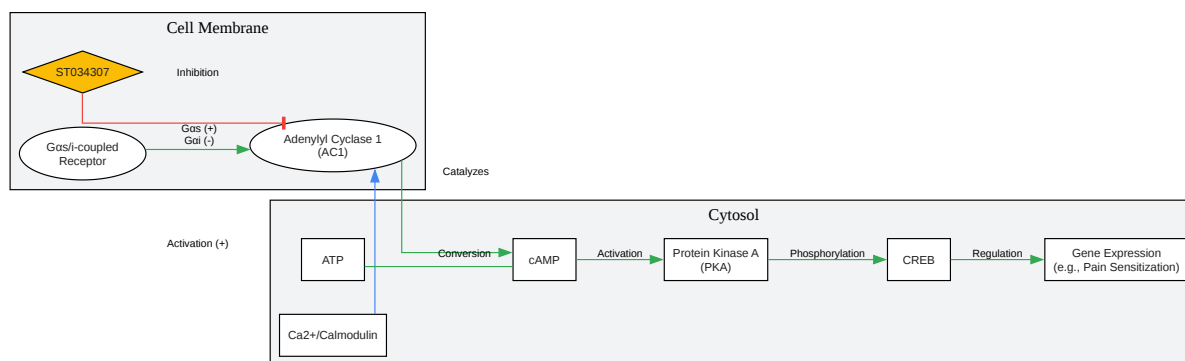 Cell Membrane
ST034307
Inhibition
Gαs (+)
Gαi (-)
Gαs/i-coupled
Receptor
Adenylyl Cyclase 1
(AC1)
Catalyzes
Cytosol
Activation (+)
ATP
Conversion
cAMP
Activation
Protein Kinase A
(PKA)
Phosphorylation
CREB
Regulation
Gene Expression
(e.g., Pain Sensitization)
Ca2+/Calmodulin